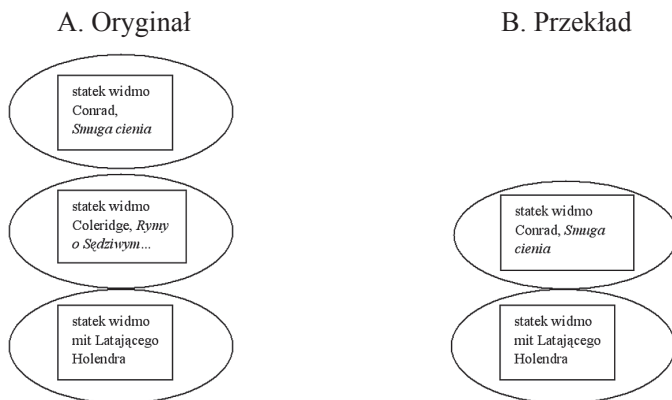 A. Oryginał
statek widmo
Conrad,
Smuga cienia
statek widmo
Coleridge, Rymy
o Sędziwym...
statek widmo
mit Latającego
Holendra
B. Przekład
statek widmo
Conrad, Smuga
cienia
statek widmo
mit Latającego
Holendra